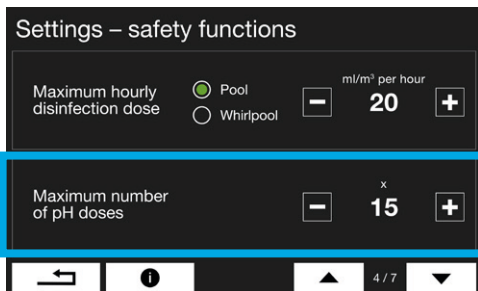 Settings – safety functions
Maximum hourly
disinfection dose
Pool
Whirlpool
ml/m³ per hour
– 20 +
Maximum number
of pH doses
x
– 15 +
i
4/7